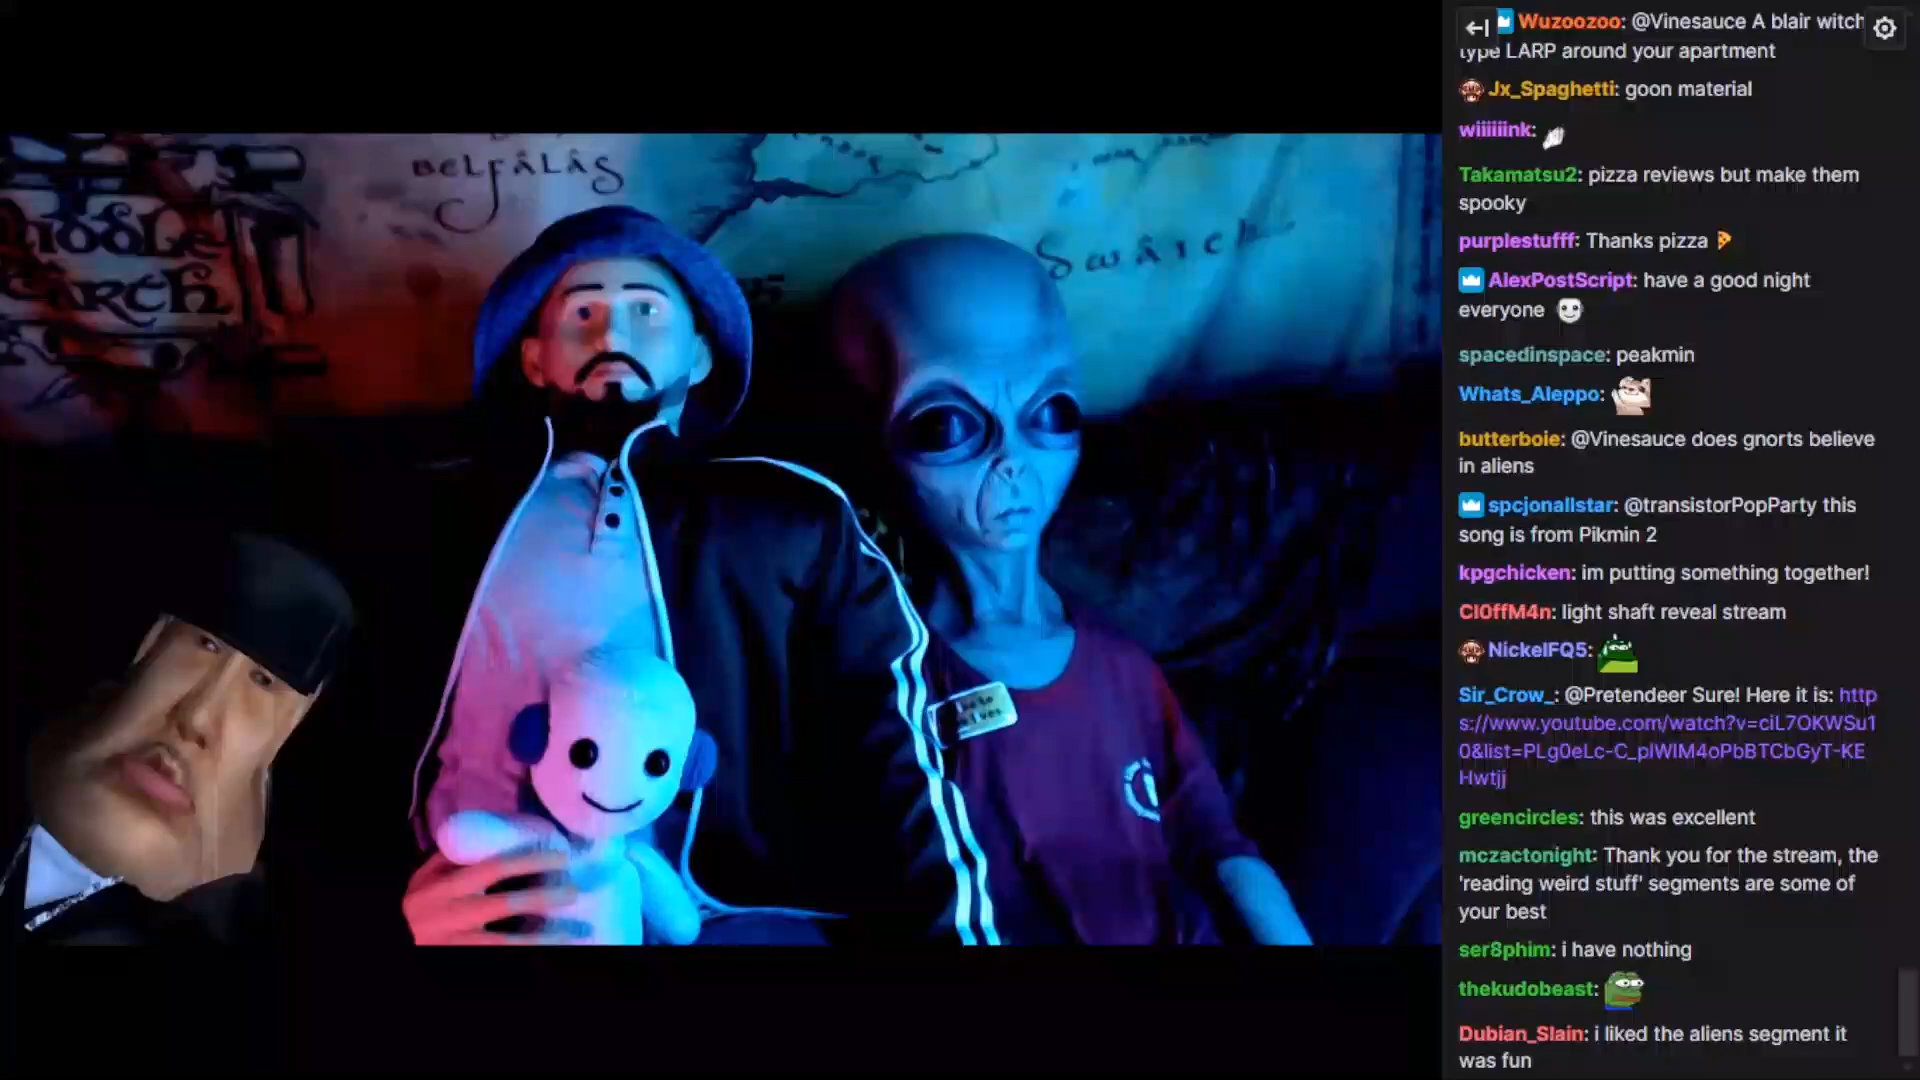 BELFALAS
Wuzoozoo: @Vinesauce A blair witch
type LARP around your apartment
Jx_Spaghetti: goon material
wiiiiiink:
Takamatsu2: pizza reviews but make them
spooky
purplestufff: Thanks pizza
AlexPostScript: have a good night
everyone
spacedinspace: peakmin
Whats_Aleppo:
butterboie: @Vinesauce does gnorts believe
in aliens
spcjonallstar: @transistorPopParty this
song is from Pikmin 2
kpgchicken: im putting something together!
Cl0ffM4n: light shaft reveal stream
NickelFQ5:
Sir_Crow_: @Pretendeer Sure! Here it is: http
s://www.youtube.com/watch?v=ciL7OKWSu1
0&list=PLg0eLc-C_plWIM4oPbBTCbGyT-KE
Hwtjj
greencircles: this was excellent
mczactonight: Thank you for the stream, the
'reading weird stuff' segments are some of
your best
ser8phim: i have nothing
thekudobeast:
Dubian_Slain: i liked the aliens segment it
was fun